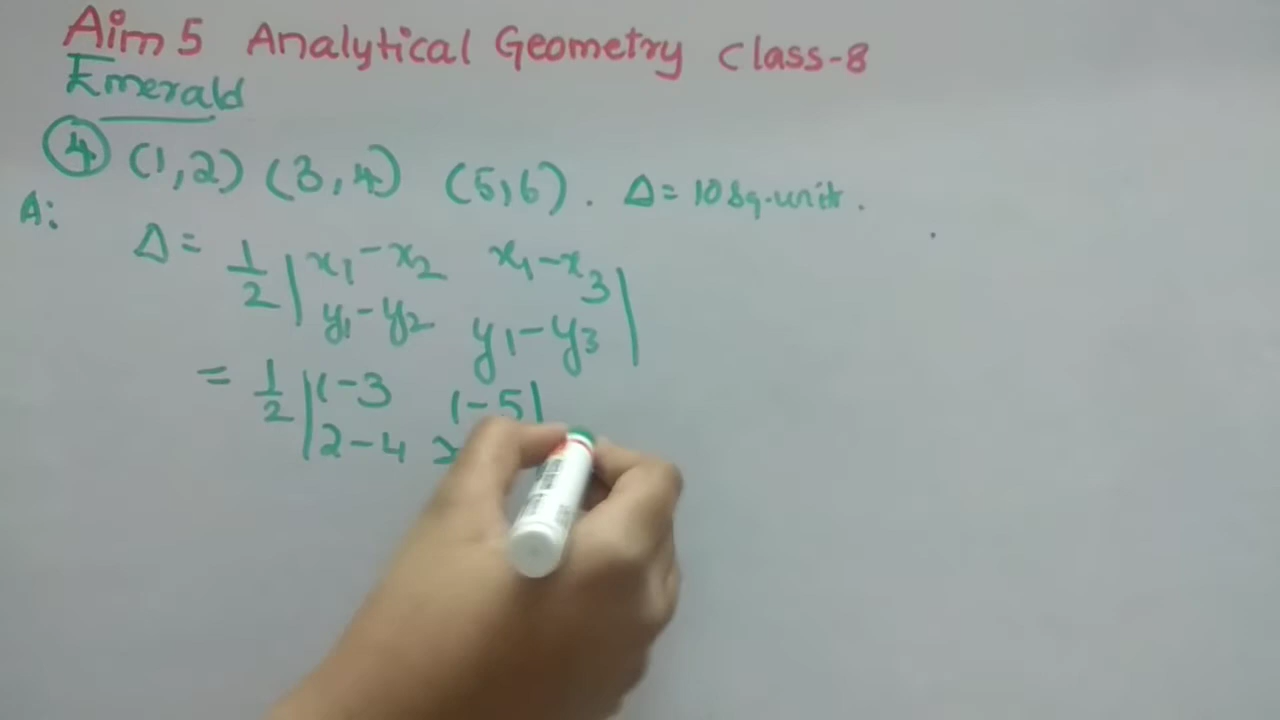 Aim 5 Analytical Geometry Class-8
Emerald
④ (1,2) (3,4) (5,6). Δ = 10 Sq.unit.
A:
Δ = 1/2 | x₁-x₂ x₁-x₃
y₁-y₂ y₁-y₃ |
= 1/2 | 1-3 1-5 |
2-4